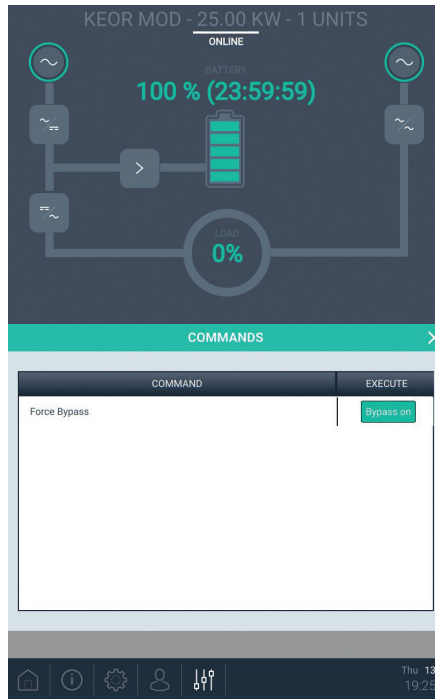 KEOR MOD - 25.00 KW - 1 UNITS
ONLINE
BATTERY
100 % (23:59:59)
LOAD
0%
COMMANDS
COMMAND EXECUTE
Force Bypass Bypass on
Thu 13
19:25